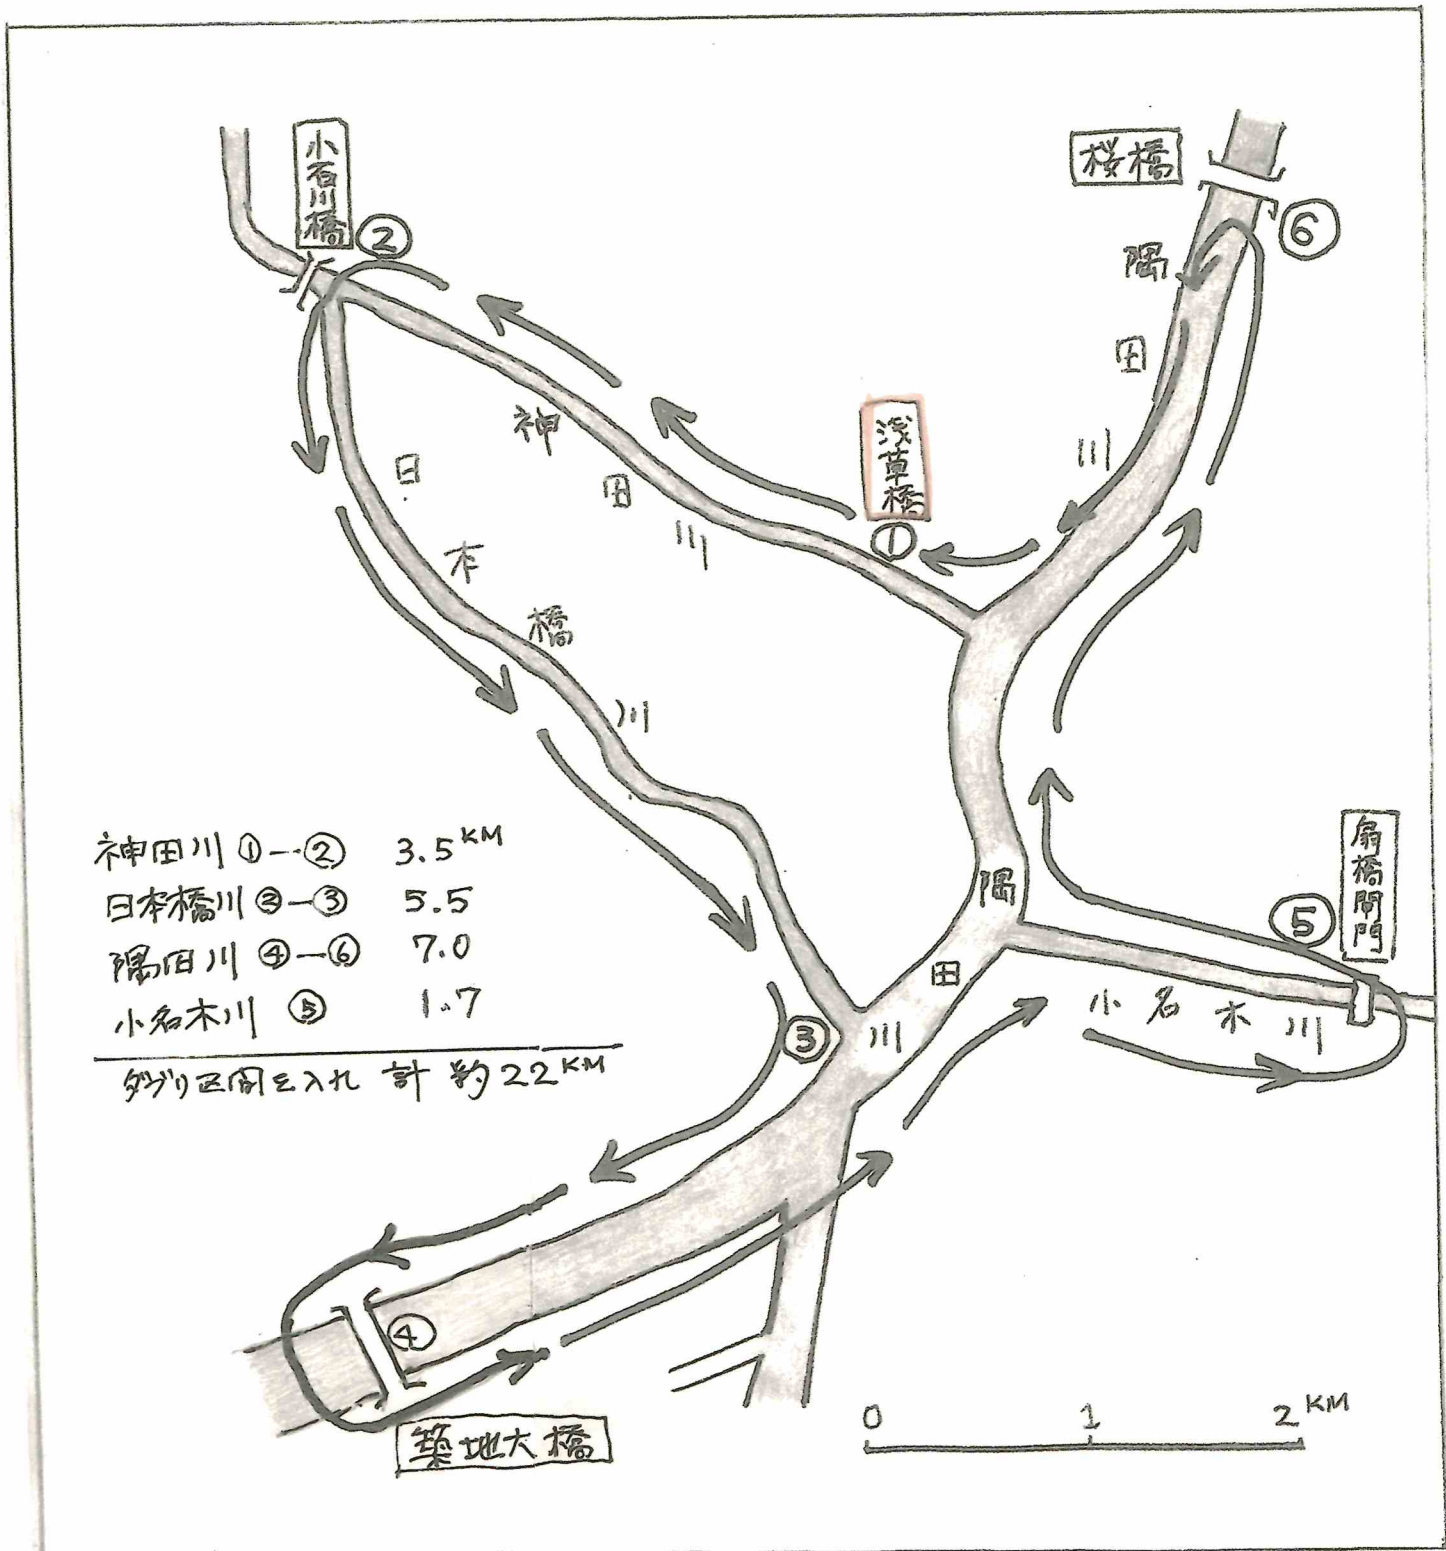 小石川橋
②
桜橋
⑥
隅田川
浅草橋
①
神田川
日本橋川
扇橋閘門
⑤
小名木川
隅田川
③
④
築地大橋
神田川 ①-② 3.5KM
日本橋川 ②-③ 5.5
隅田川 ④-⑥ 7.0
小名木川 ⑤ 1.7
ダブリ区間を入れ 計 約22KM
0 1 2KM